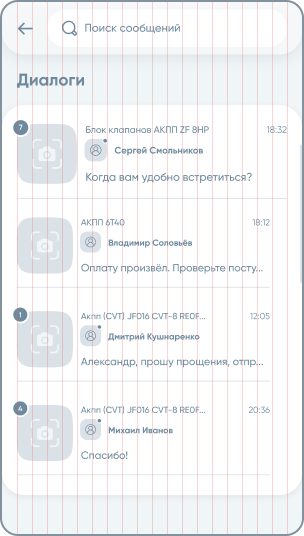 Поиск сообщений
Диалоги
7
Блок клапанов АКПП ZF 8HP 18:32
Сергей Смольников
Когда вам удобно встретиться?
АКПП 6Т40 18:12
Владимир Соловьёв
Оплату произвёл. Проверьте посту...
1
Акпп (CVT) JF016 CVT-8 RE0F... 12:05
Дмитрий Кушнаренко
Александр, прошу прощения, отпр...
4
Акпп (CVT) JF016 CVT-8 RE0F... 20:36
Михаил Иванов
Спасибо!